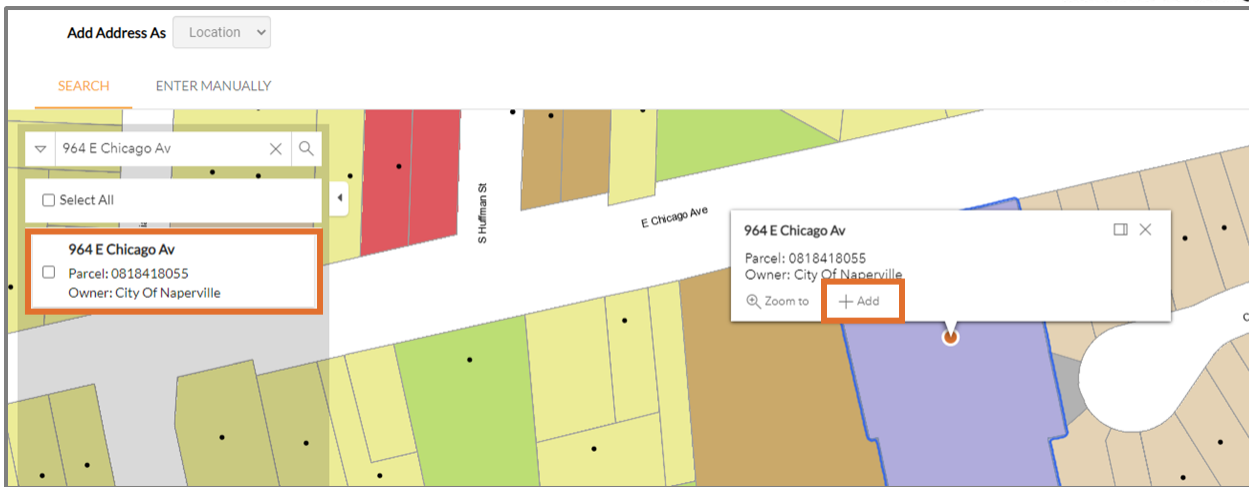 Add Address As Location
SEARCH ENTER MANUALLY
964 E Chicago Av
Select All
964 E Chicago Av
Parcel: 0818418055
Owner: City Of Naperville
S Huffman St
E Chicago Ave
964 E Chicago Av
Parcel: 0818418055
Owner: City Of Naperville
Zoom to + Add